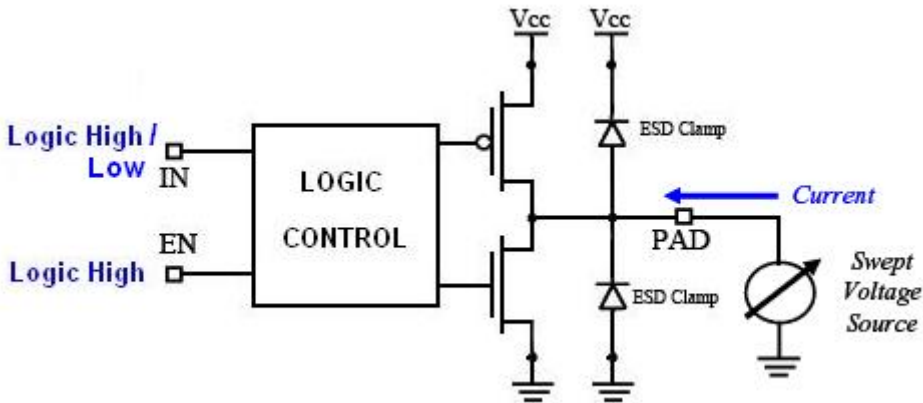 Vcc
Vcc
Logic High /
Low
IN
LOGIC
CONTROL
ESD Clamp
Current
EN
PAD
Logic High
ESD Clamp
Swept
Voltage
Source